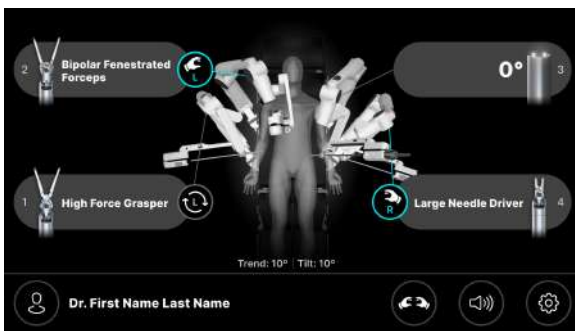 2
Bipolar Fenestrated
Forceps
L
0°
3
1
High Force Grasper
L
R
Large Needle Driver
4
Trend: 10° | Tilt: 10°
Dr. First Name Last Name